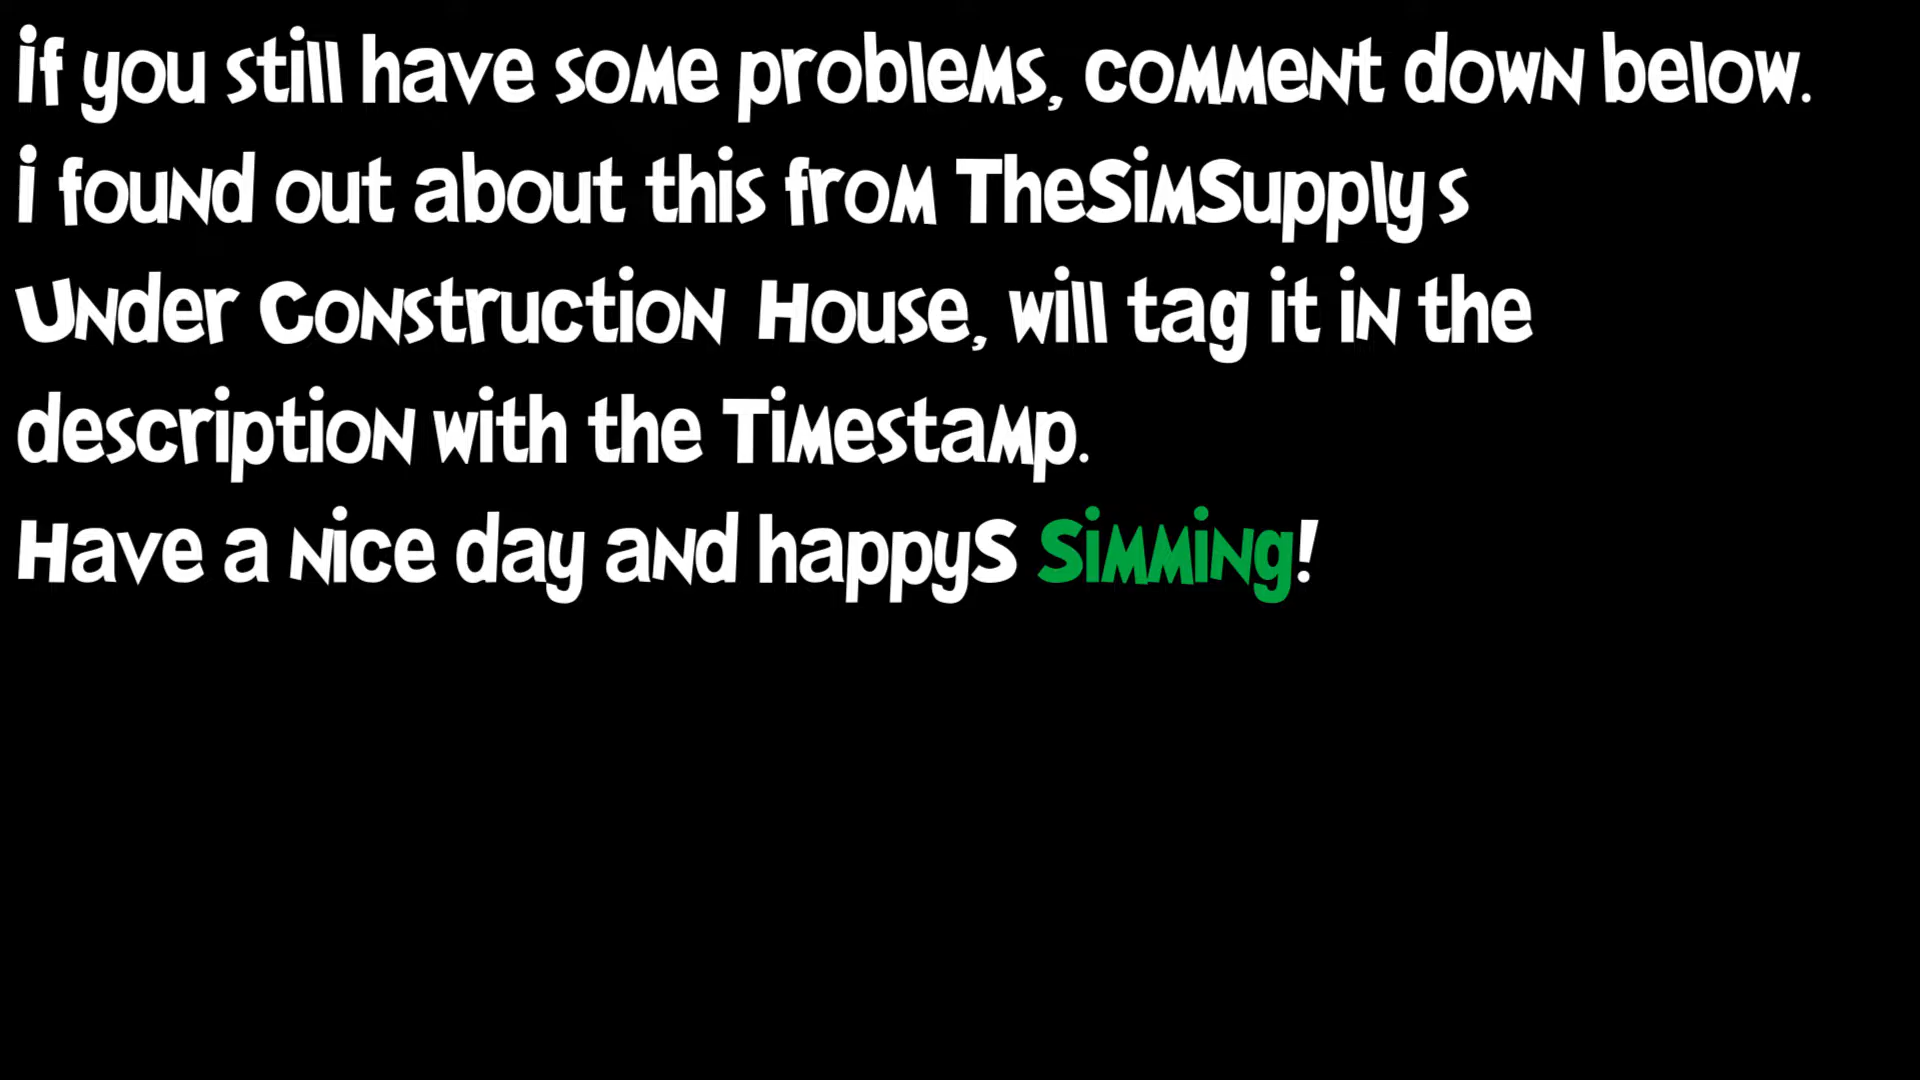 if you still have some problems, comment down below.
i found out about this from TheSimSupply s
Under Construction House, will tag it in the
description with the Timestamp.
Have a nice day and happyS Simming!